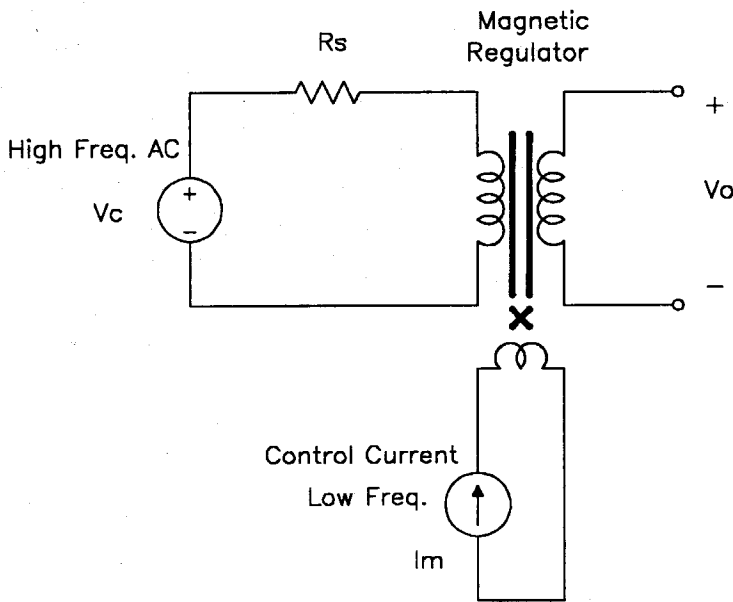 Magnetic
Regulator
Rs
High Freq. AC
+
Vc
−
+
Vo
−
Control Current
Low Freq.
Im